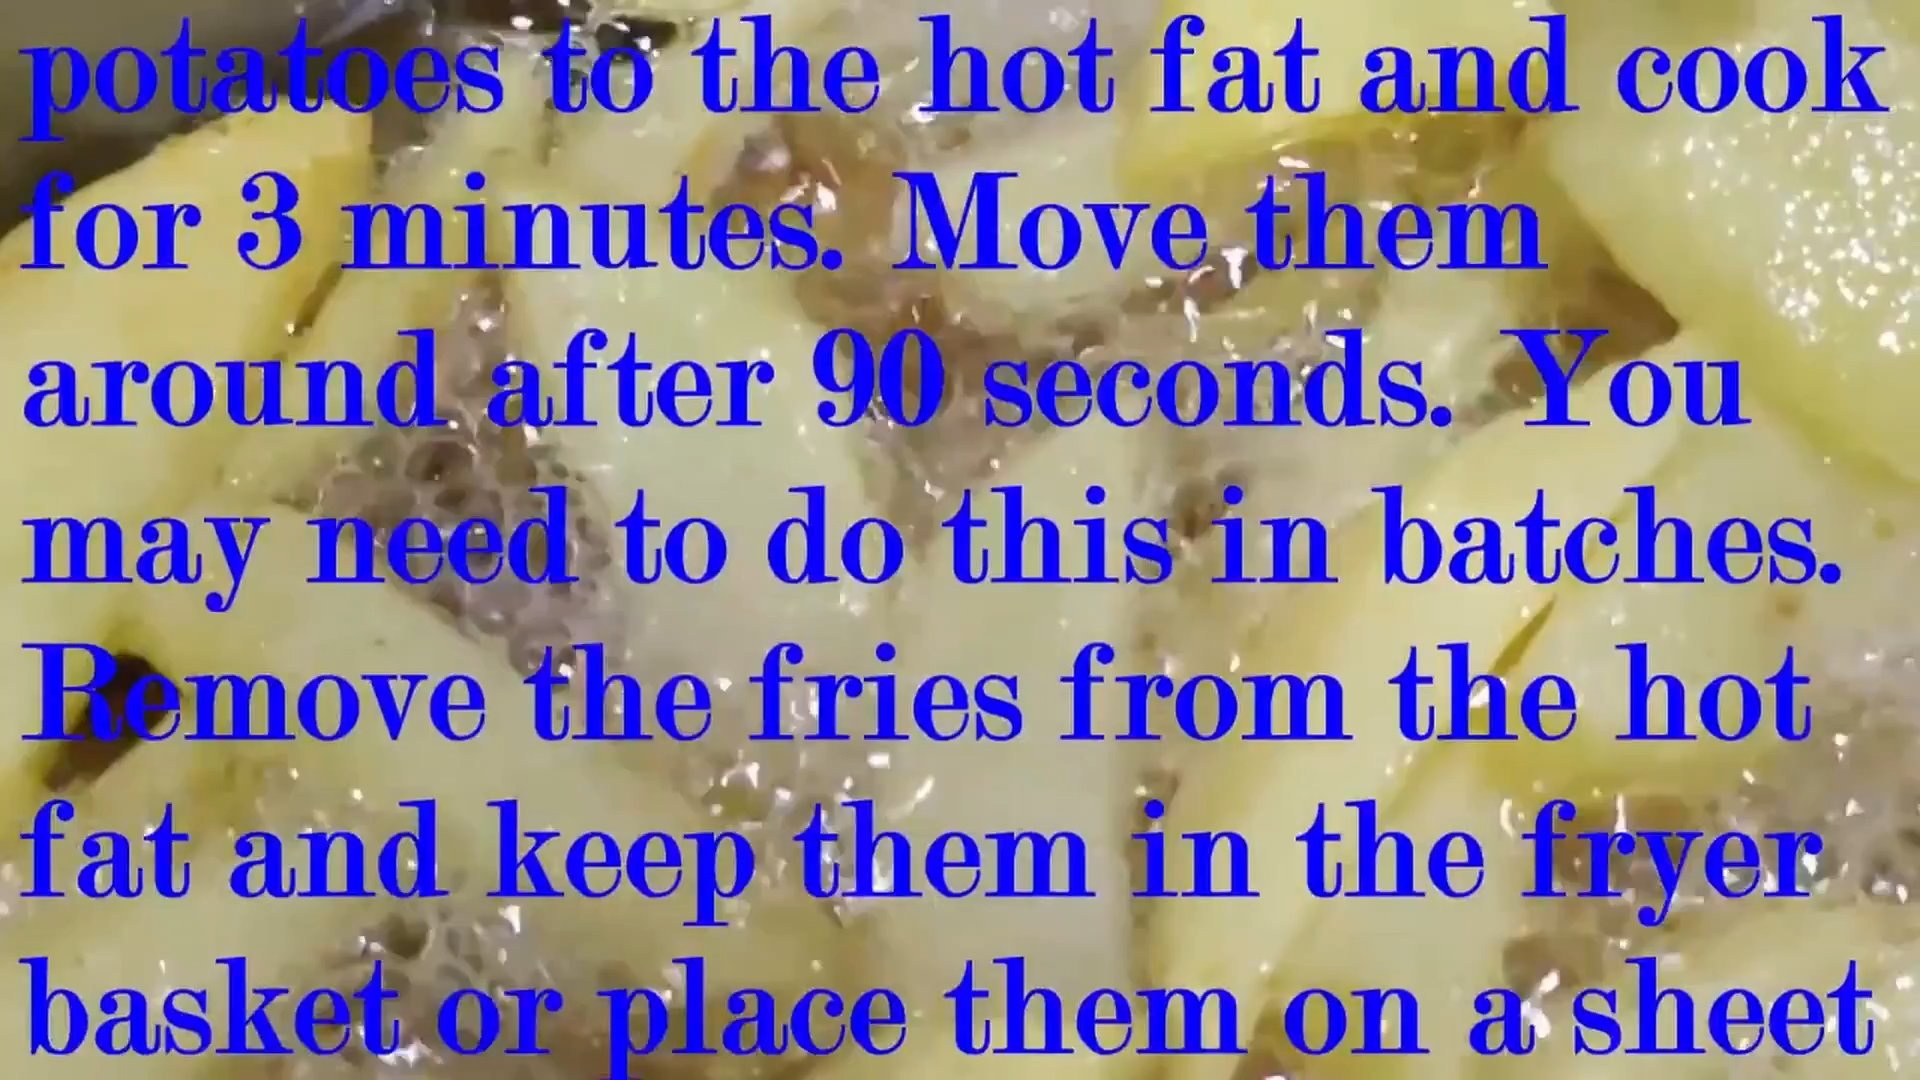 potatoes to the hot fat and cook
for 3 minutes. Move them
around after 90 seconds. You
may need to do this in batches.
Remove the fries from the hot
fat and keep them in the fryer
basket or place them on a sheet